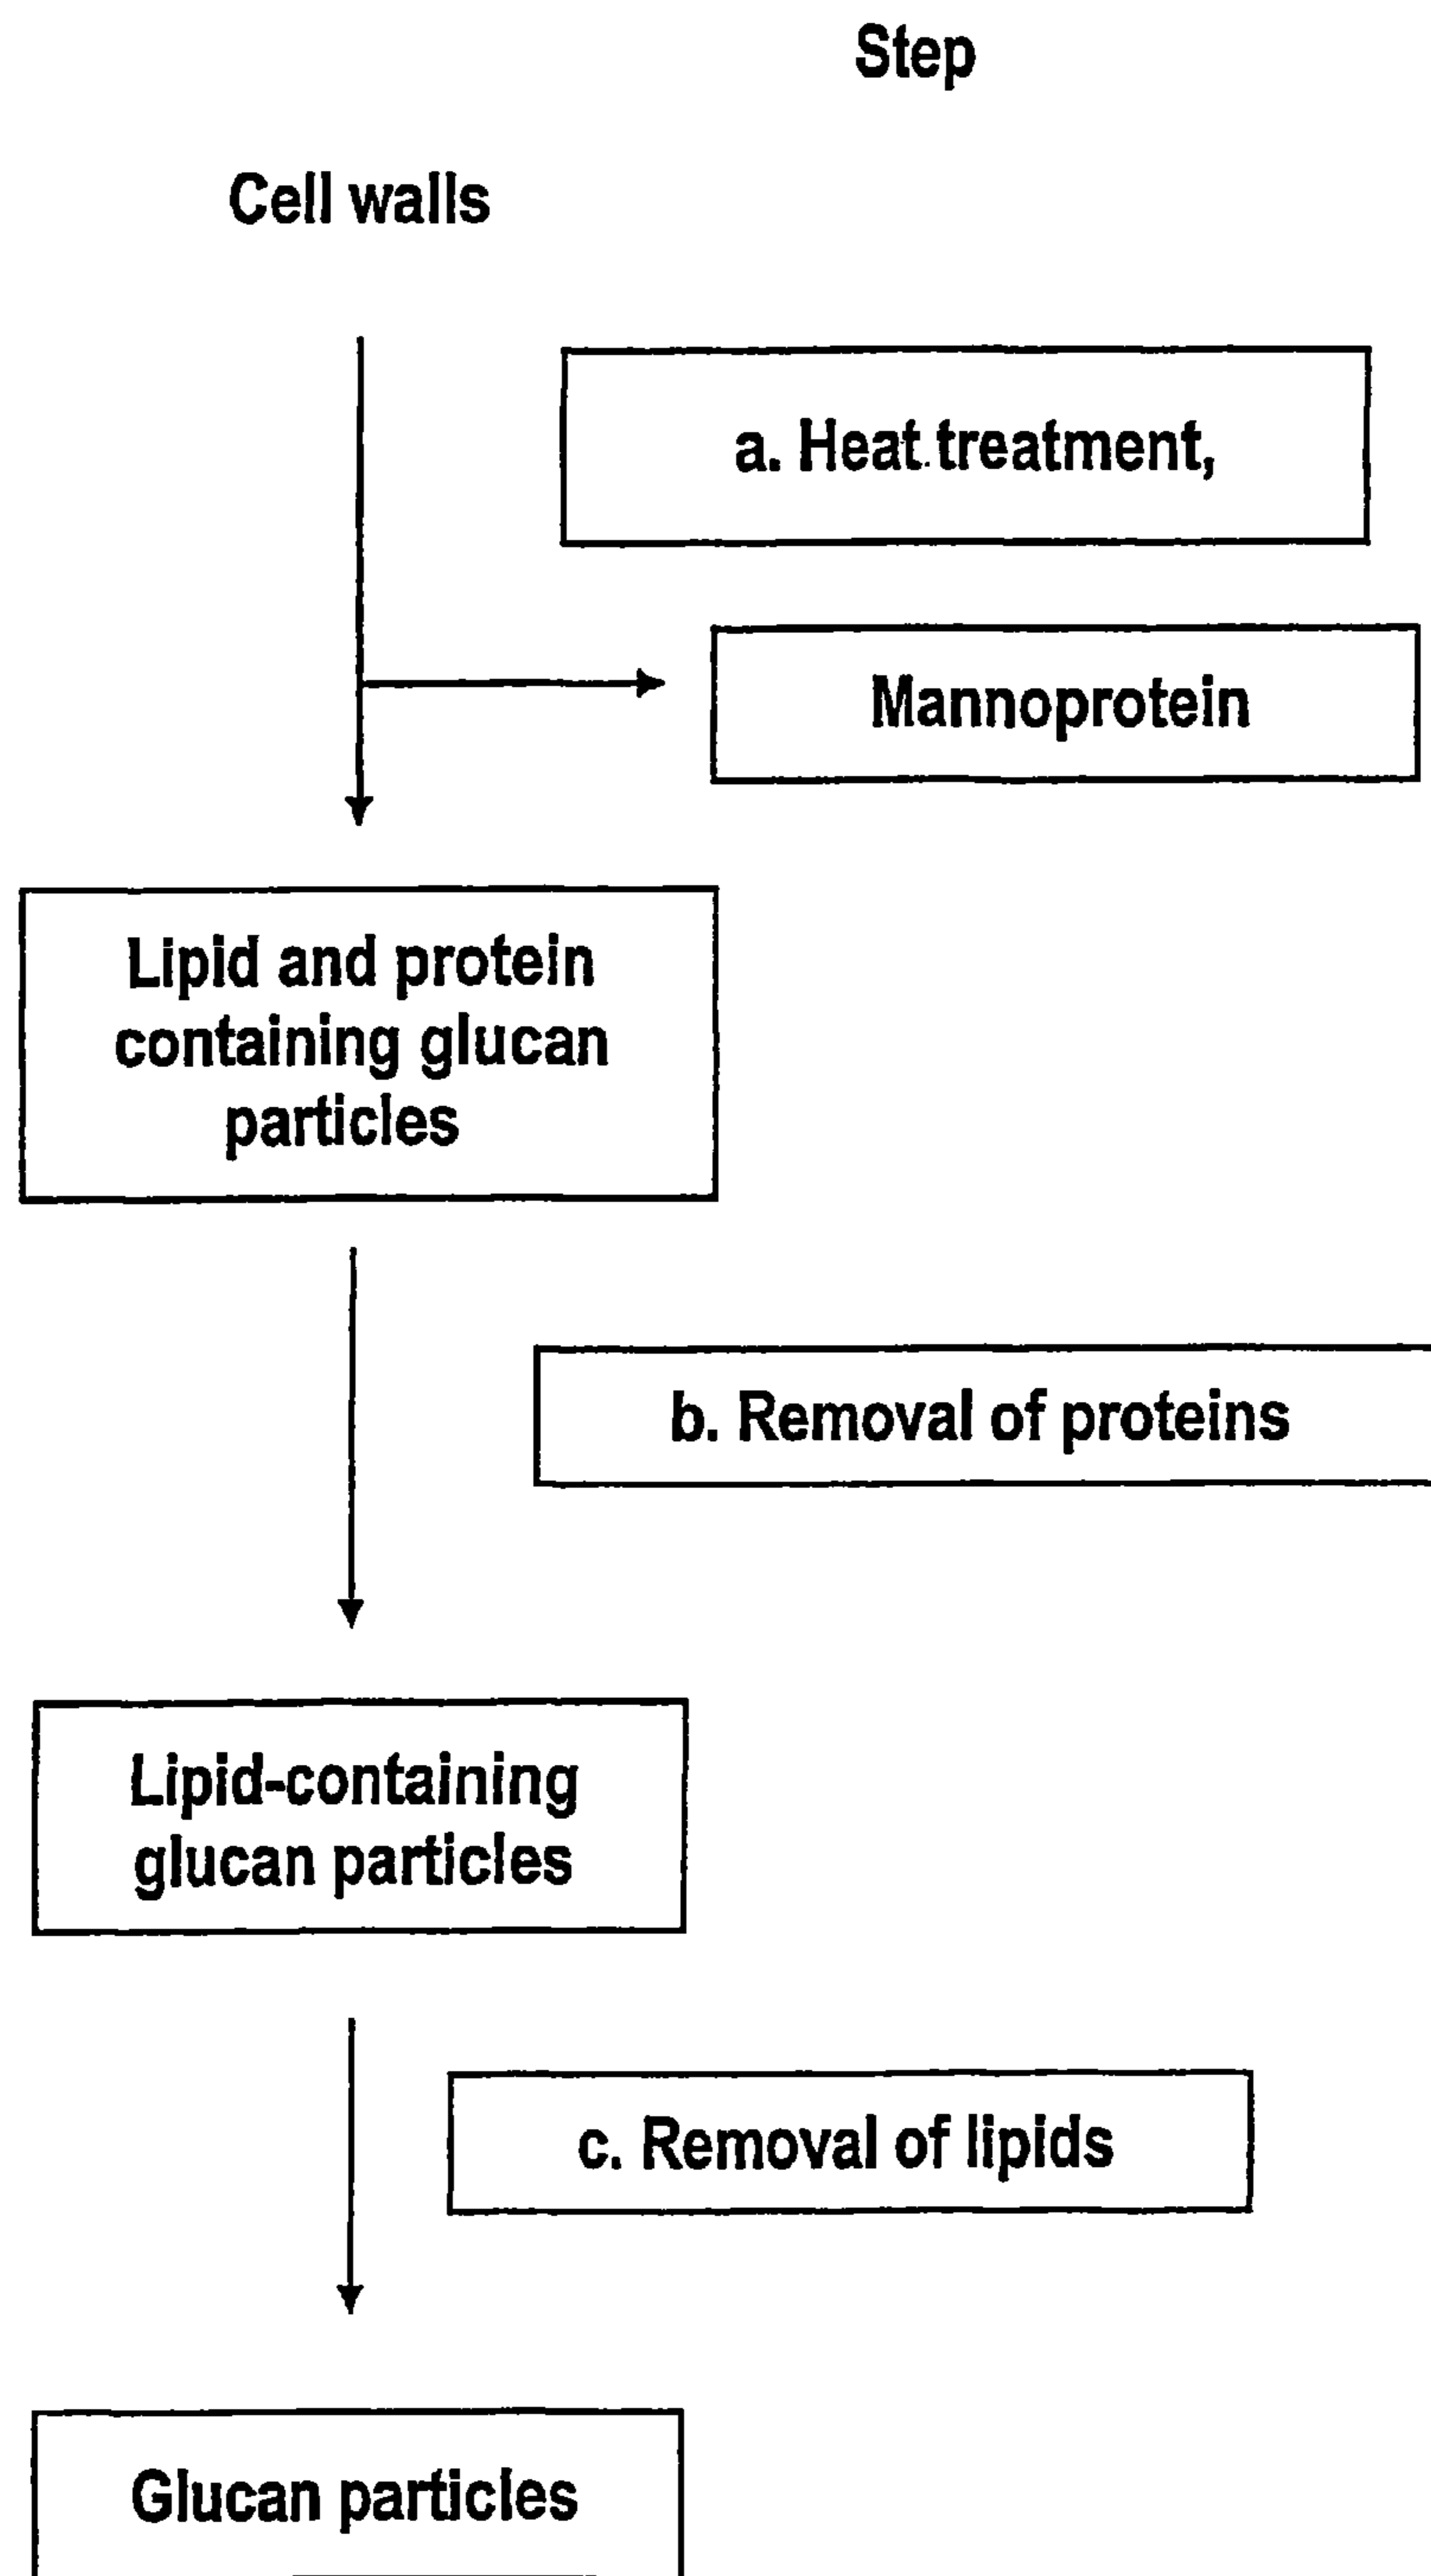 Step
Cell walls
a. Heat treatment,
Mannoprotein
Lipid and protein
containing glucan
particles
b. Removal of proteins
Lipid-containing
glucan particles
c. Removal of lipids
Glucan particles